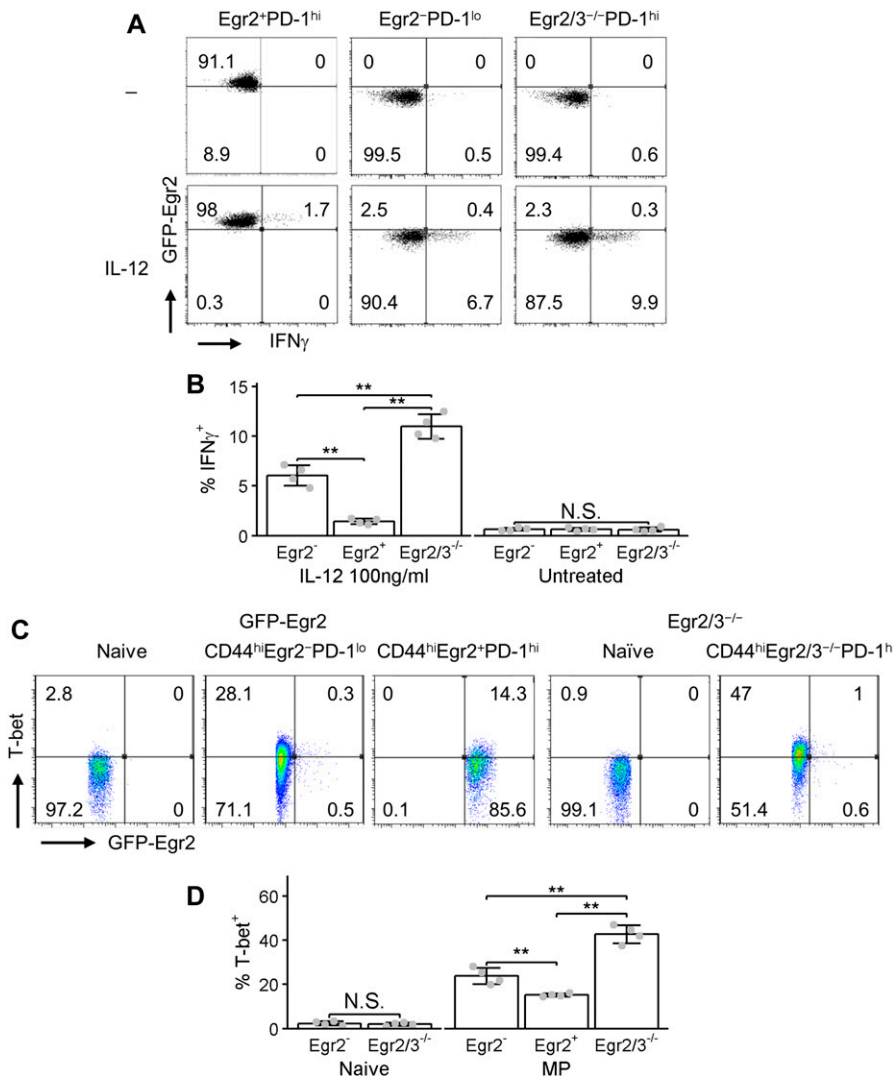 A
Egr2⁺PD-1ʰⁱ Egr2⁻PD-1ˡᵒ Egr2/3⁻/⁻PD-1ʰⁱ
–
91.1 0 0 0 0 0
8.9 0 99.5 0.5 99.4 0.6
GFP-Egr2
IL-12
98 1.7 2.5 0.4 2.3 0.3
0.3 0 90.4 6.7 87.5 9.9
IFNγ
B
% IFNγ⁺
15
10
5
0
**
**
**
N.S.
Egr2⁻ Egr2⁺ Egr2/3⁻/⁻ Egr2⁻ Egr2⁺ Egr2/3⁻/⁻
IL-12 100ng/ml Untreated
C
GFP-Egr2 Egr2/3⁻/⁻
Naive CD44ʰⁱEgr2⁻PD-1ˡᵒ CD44ʰⁱEgr2⁺PD-1ʰⁱ Naïve CD44ʰⁱEgr2/3⁻/⁻PD-1ʰ
T-bet
2.8 0 28.1 0.3 0 14.3 0.9 0 47 1
97.2 0 71.1 0.5 0.1 85.6 99.1 0 51.4 0.6
GFP-Egr2
D
% T-bet⁺
60
40
20
0
**
**
**
N.S.
Egr2⁻ Egr2/3⁻/⁻ Egr2⁻ Egr2⁺ Egr2/3⁻/⁻
Naive MP